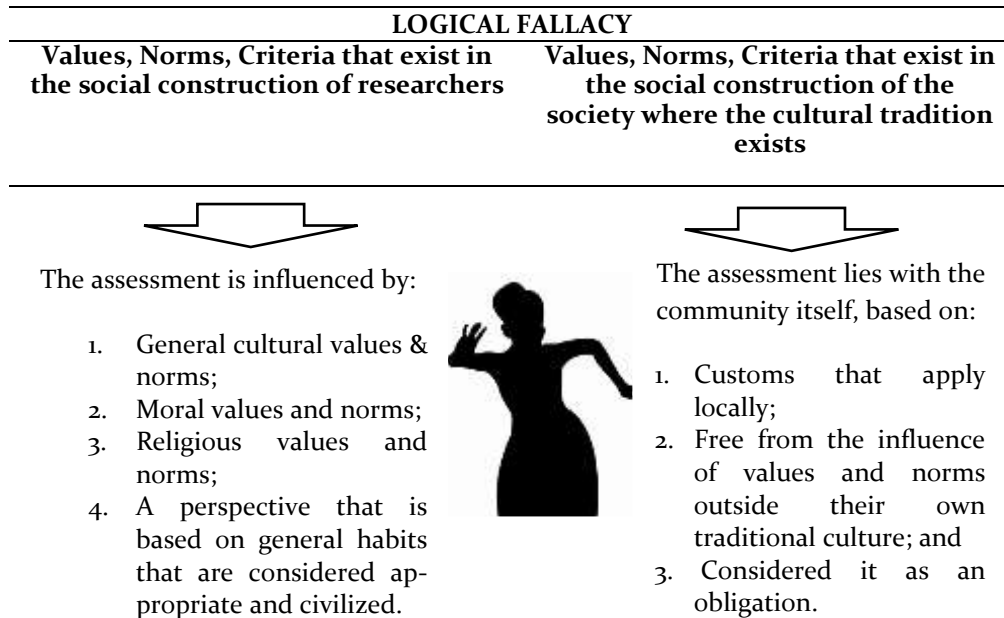 LOGICAL FALLACY
Values, Norms, Criteria that exist in
the social construction of researchers
Values, Norms, Criteria that exist in
the social construction of the
society where the cultural tradition
exists
The assessment is influenced by:
1. General cultural values &
norms;
2. Moral values and norms;
3. Religious values and
norms;
4. A perspective that is
based on general habits
that are considered ap-
propriate and civilized.
The assessment lies with the
community itself, based on:
1. Customs that apply
locally;
2. Free from the influence
of values and norms
outside their own
traditional culture; and
3. Considered it as an
obligation.